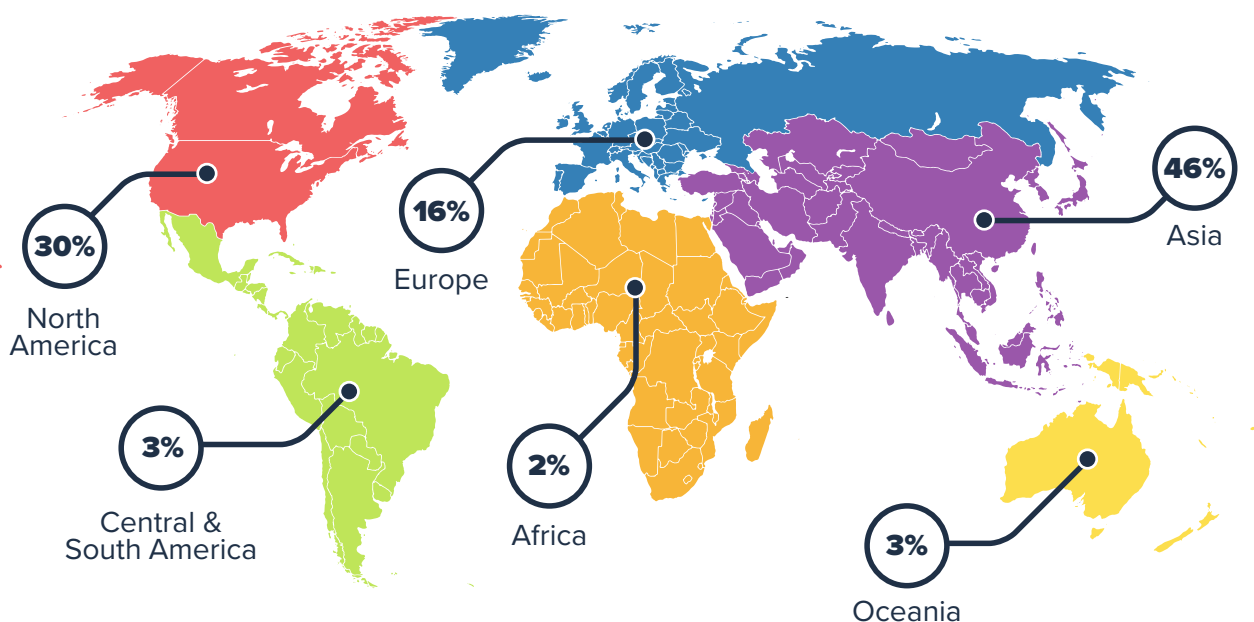 46%
Asia
16%
Europe
30%
North
America
3%
Central &
South America
2%
Africa
3%
Oceania